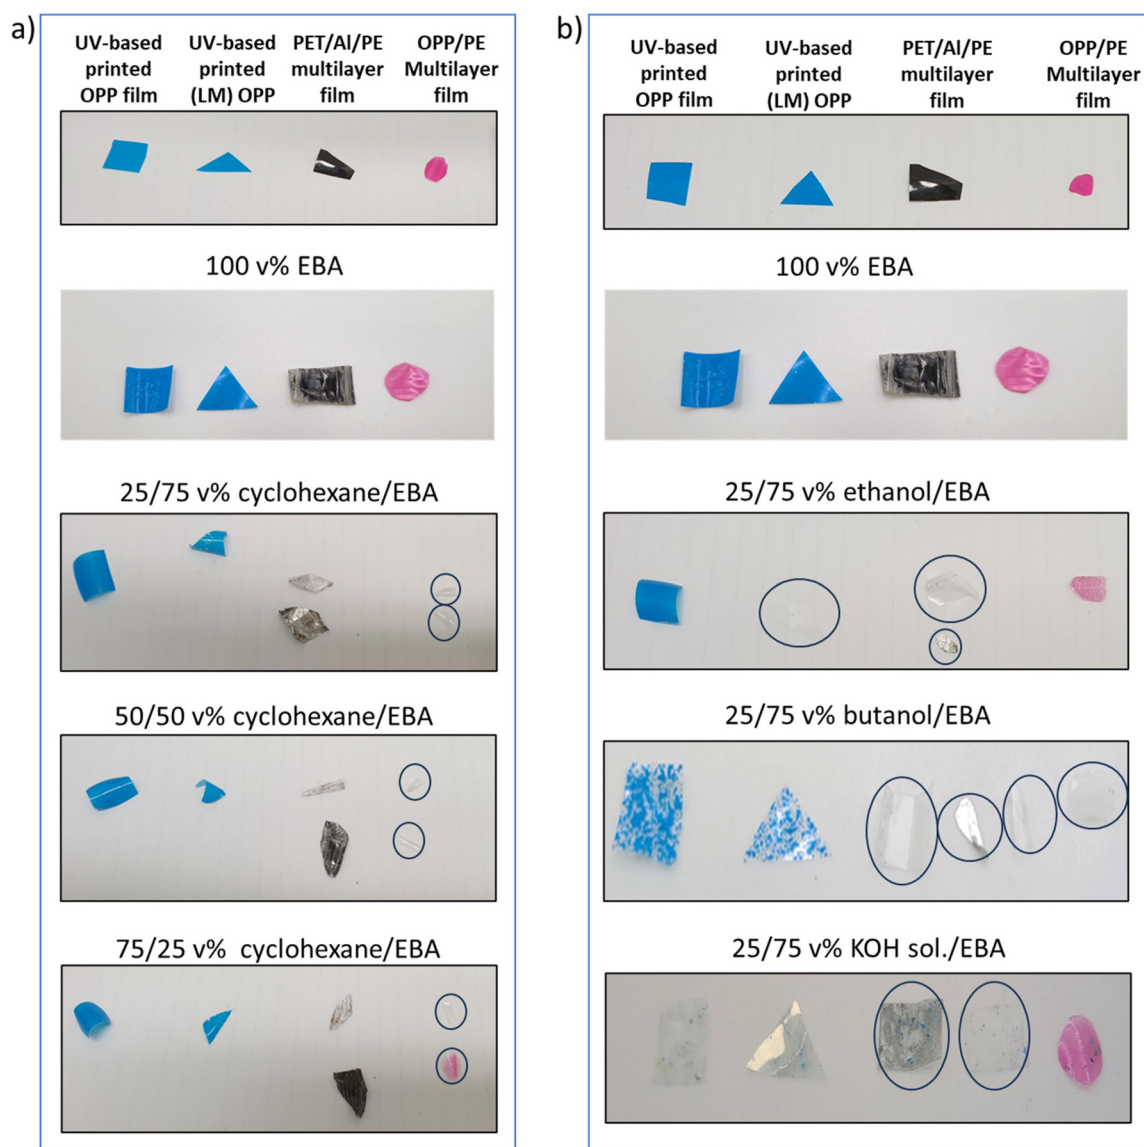 a)
UV-based
printed
OPP film
UV-based
printed
(LM) OPP
PET/Al/PE
multilayer
film
OPP/PE
Multilayer
film
100 v% EBA
25/75 v% cyclohexane/EBA
50/50 v% cyclohexane/EBA
75/25 v% cyclohexane/EBA
b)
UV-based
printed
OPP film
UV-based
printed
(LM) OPP
PET/Al/PE
multilayer
film
OPP/PE
Multilayer
film
100 v% EBA
25/75 v% ethanol/EBA
25/75 v% butanol/EBA
25/75 v% KOH sol./EBA